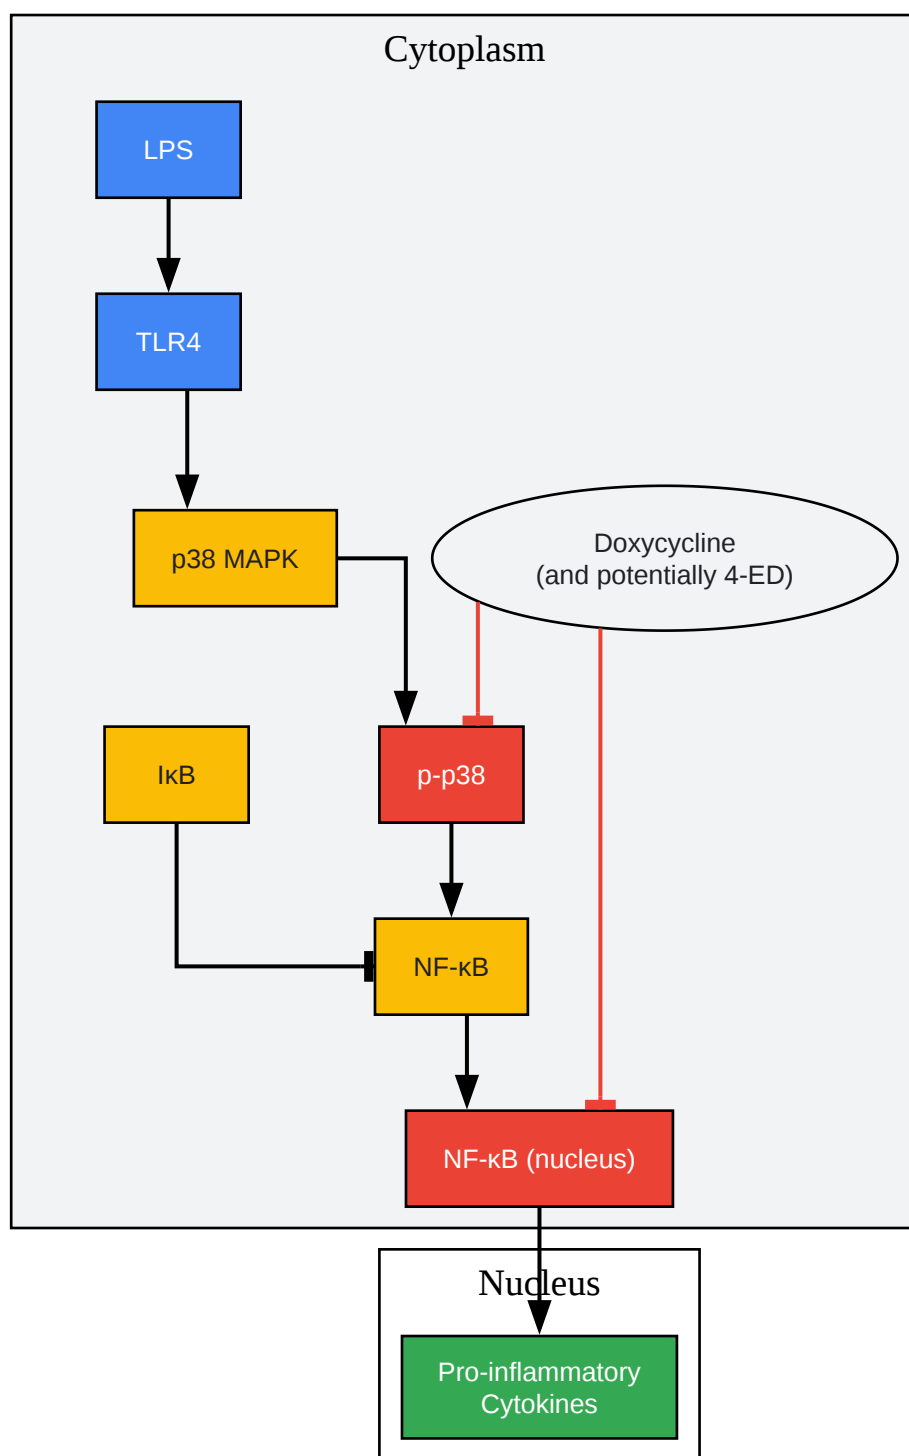 Cytoplasm
LPS
TLR4
p38 MAPK
Doxycycline
(and potentially 4-ED)
IκB
p-p38
NF-κB
NF-κB (nucleus)
Nucleus
Pro-inflammatory
Cytokines